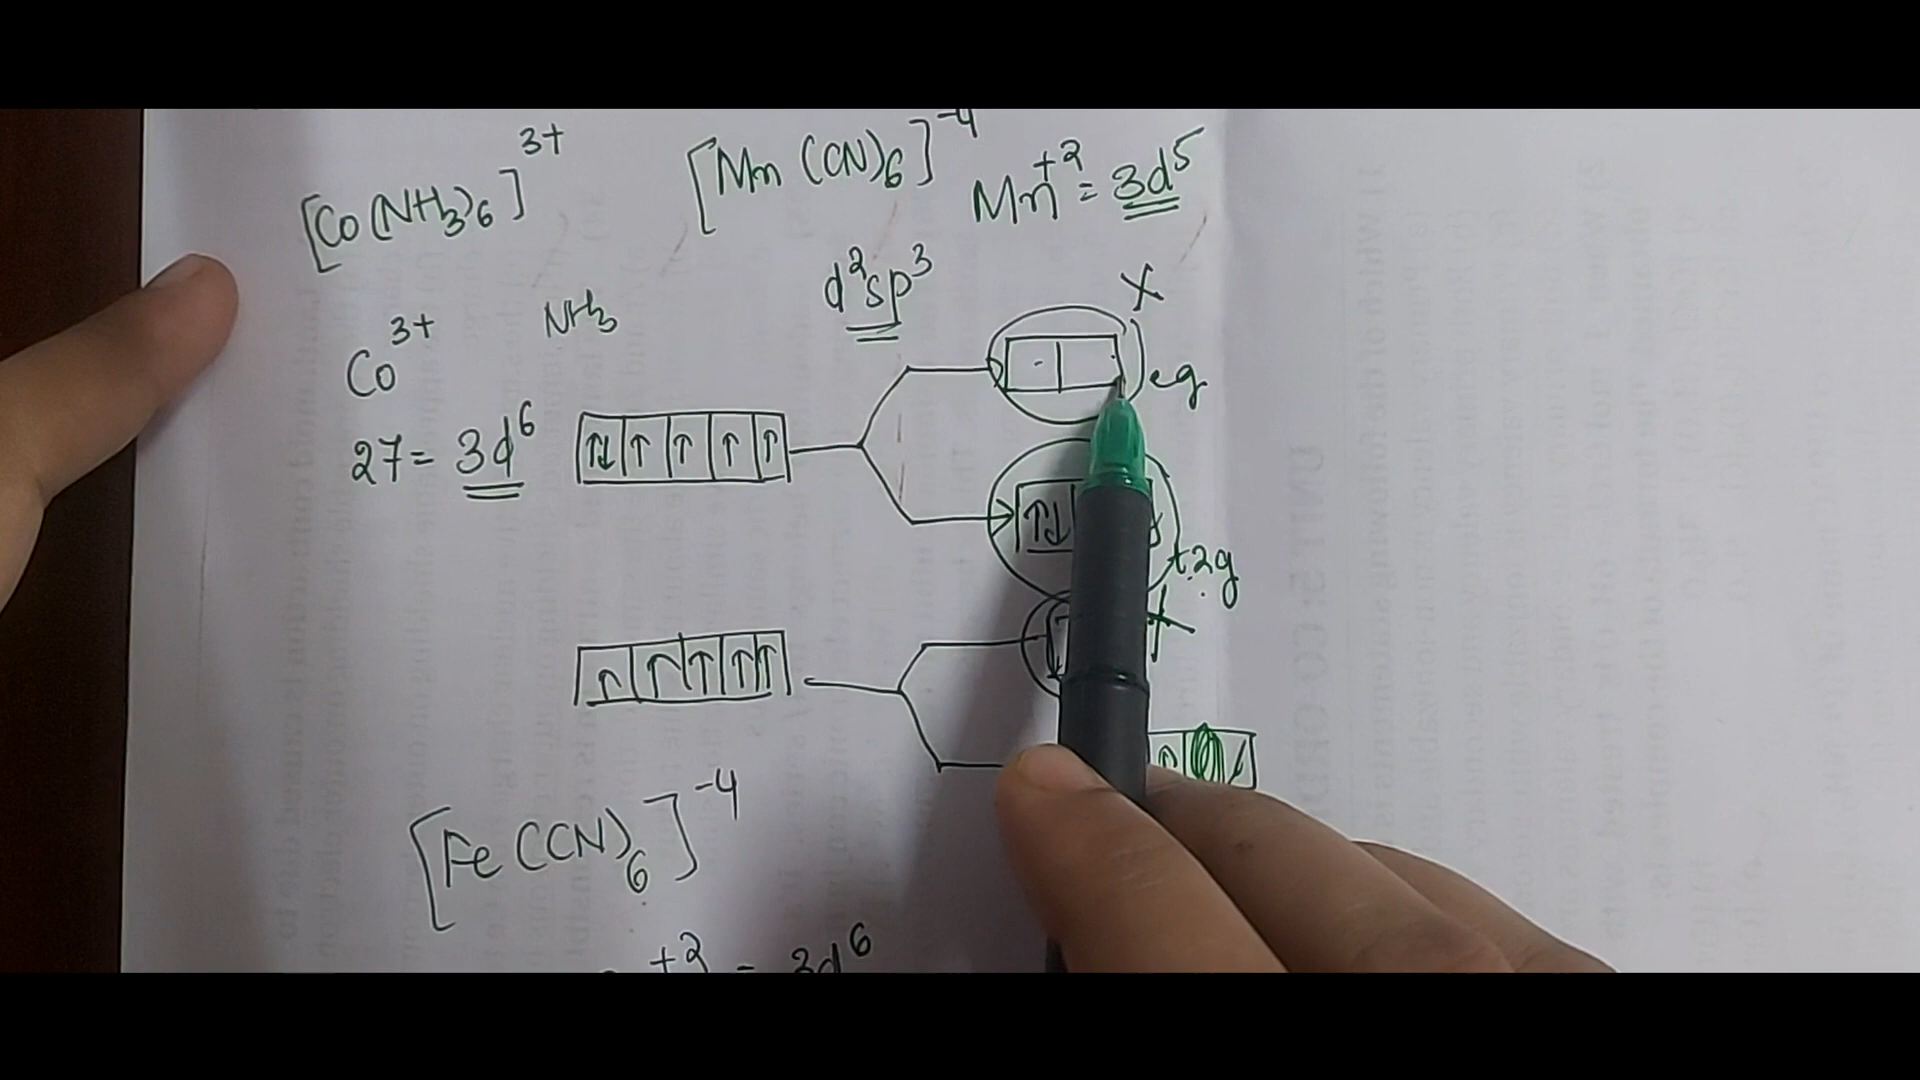 [Co(NH3)6]3+
[Mn (CN)6]-4
Mn+2 = 3d5
d2sp3
X
Co3+
NH3
eg
27 = 3d6
↑↓ ↑ ↑ ↑ ↑
↑↓
t2g
↑ ↑ ↑ ↑ ↑
[Fe (CN)6]-4
+2 = 3d6